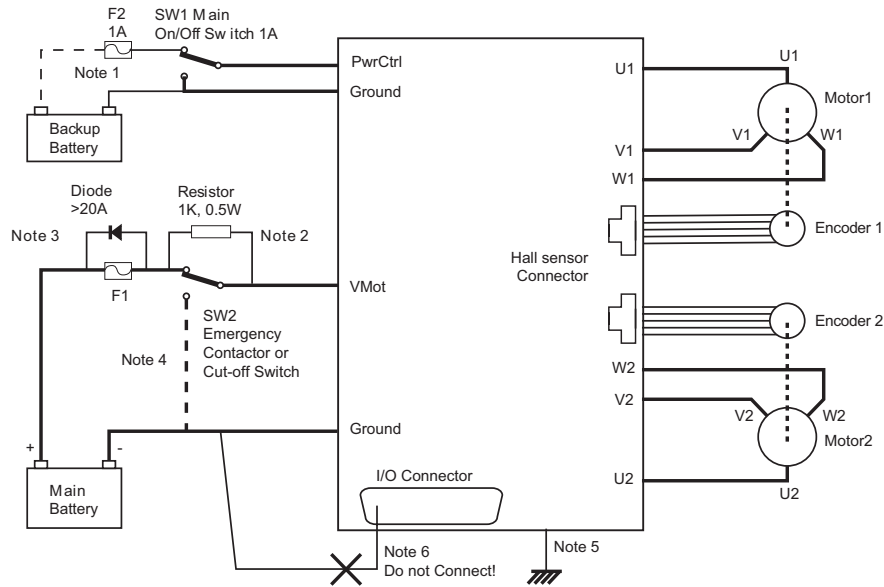 F2
1A
SW1 Main
On/Off Switch 1A
Note 1
Backup
Battery
PwrCtrl
Ground
U1
U1
Motor1
V1
W1
V1
W1
Diode
>20A
Resistor
1K, 0.5W
Note 3
Note 2
F1
VMot
Hall sensor
Connector
Encoder 1
SW2
Emergency
Contactor or
Cut-off Switch
Note 4
Encoder 2
W2
V2
V2
W2
Motor2
Ground
+
-
Main
Battery
I/O Connector
U2
U2
Note 6
Do not Connect!
Note 5